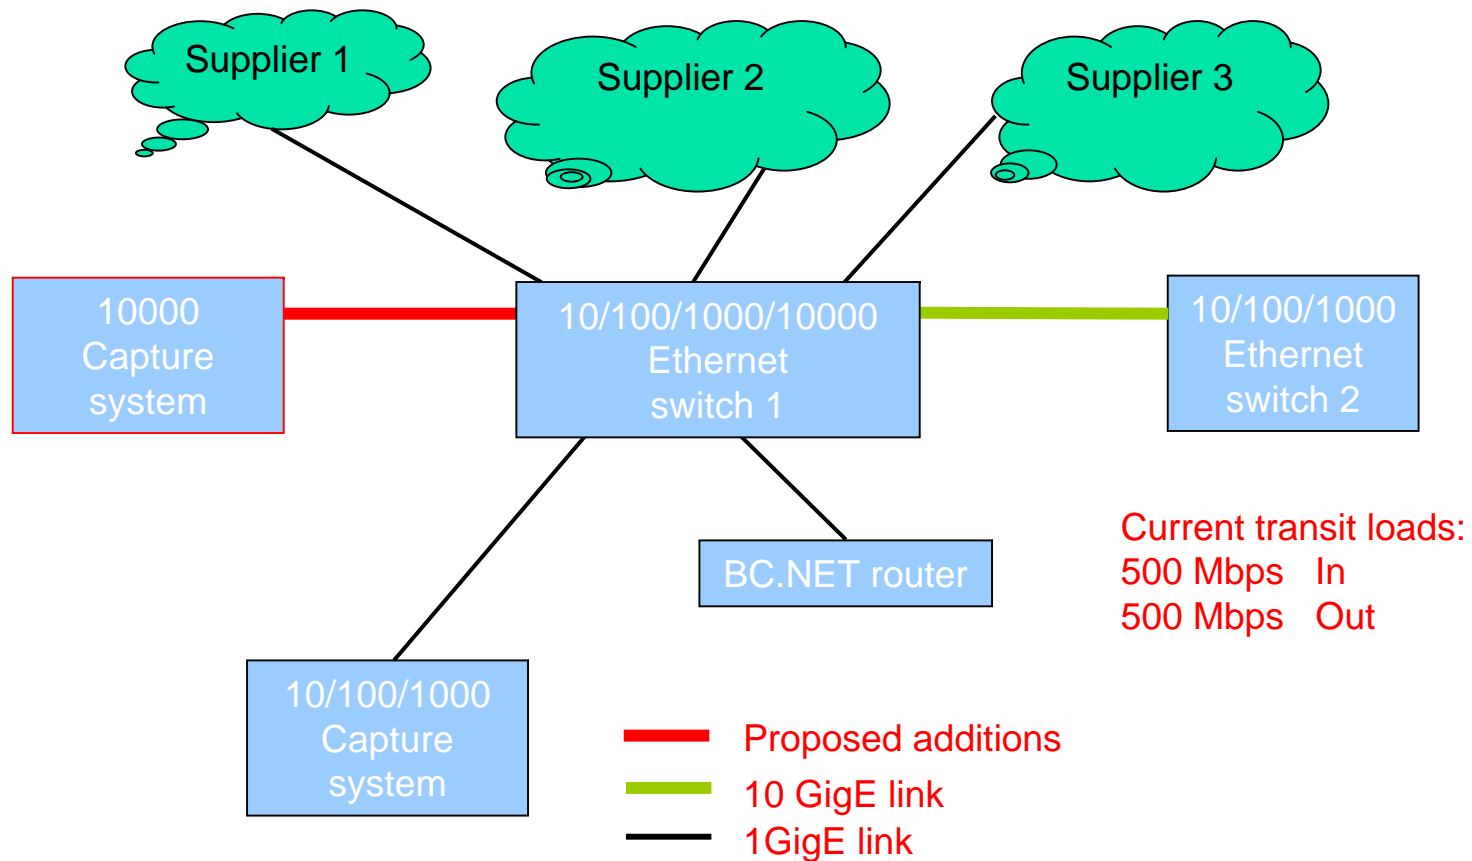 Supplier 1
Supplier 2
Supplier 3
10000
Capture
system
10/100/1000/10000
Ethernet
switch 1
10/100/1000
Ethernet
switch 2
Current transit loads:
500 Mbps In
500 Mbps Out
BC.NET router
10/100/1000
Capture
system
Proposed additions
10 GigE link
1GigE link